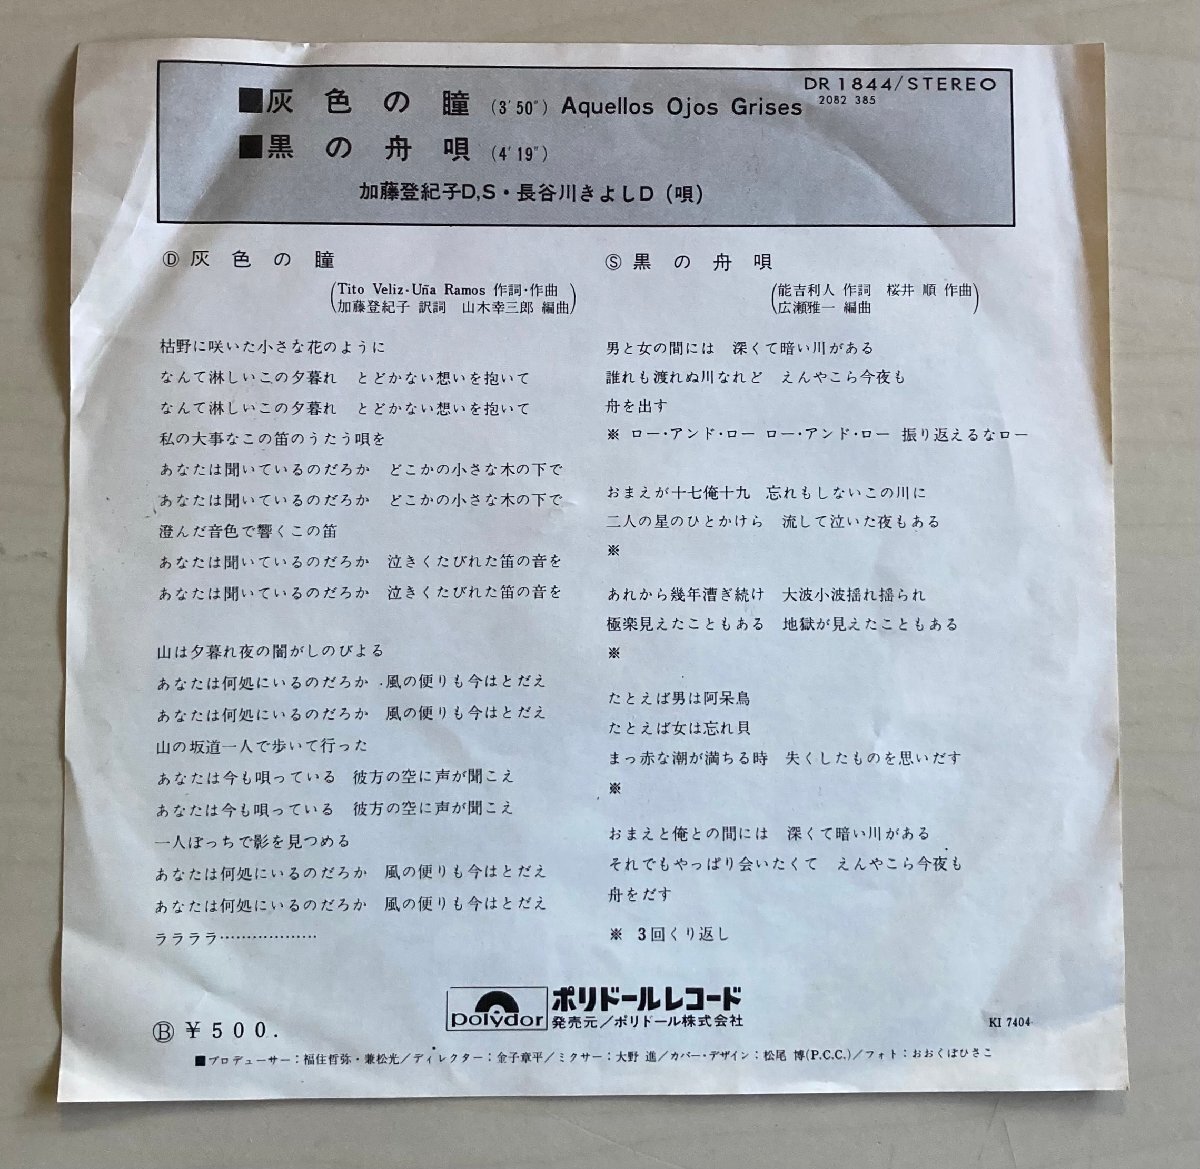 ■灰色の瞳 (3'50") Aquellos Ojos Grises
DR 1844/STEREO
2082 385
■黒の舟唄 (4'19")
加藤登紀子D,S・長谷川きよしD (唄)
Ⓓ 灰色の瞳
(Tito Veliz-Uña Ramos 作詞・作曲
加藤登紀子 訳詞 山木幸三郎 編曲)
枯野に咲いた小さな花のように
なんて淋しいこの夕暮れ とどかない想いを抱いて
なんて淋しいこの夕暮れ とどかない想いを抱いて
私の大事なこの笛のうたう唄を
あなたは聞いているのだろか どこかの小さな木の下で
あなたは聞いているのだろか どこかの小さな木の下で
澄んだ音色で響くこの笛
あなたは聞いているのだろか 泣きくたびれた笛の音を
あなたは聞いているのだろか 泣きくたびれた笛の音を
山は夕暮れ夜の闇がしのびよる
あなたは何処にいるのだろか 風の便りも今はとだえ
あなたは何処にいるのだろか 風の便りも今はとだえ
山の坂道一人で歩いて行った
あなたは今も唄っている 彼方の空に声が聞こえ
あなたは今も唄っている 彼方の空に声が聞こえ
一人ぼっちで影を見つめる
あなたは何処にいるのだろか 風の便りも今はとだえ
あなたは何処にいるのだろか 風の便りも今はとだえ
ララララ………………
Ⓢ 黒の舟唄
(能吉利人 作詞 桜井 順 作曲
広瀬雅一 編曲)
男と女の間には 深くて暗い川がある
誰れも渡れぬ川なれど えんやこら今夜も
舟を出す
※ ロー・アンド・ロー ロー・アンド・ロー 振り返えるなロー
おまえが十七俺十九 忘れもしないこの川に
二人の星のひとかけら 流して泣いた夜もある
※
あれから幾年漕ぎ続け 大波小波揺れ揺られ
極楽見えたこともある 地獄が見えたこともある
※
たとえば男は阿呆鳥
たとえば女は忘れ貝
まっ赤な潮が満ちる時 失くしたものを思いだす
※
おまえと俺との間には 深くて暗い川がある
それでもやっぱり会いたくて えんやこら今夜も
舟をだす
※ 3回くり返し
polydor ポリドールレコード
発売元/ポリドール株式会社
Ⓑ ¥500.
KI 7404
■プロデューサー:福住哲弥・兼松光/ディレクター:金子章平/ミクサー:大野 進/カバー・デザイン:松尾 博(P.C.C.)/フォト:おおくぼひさこ